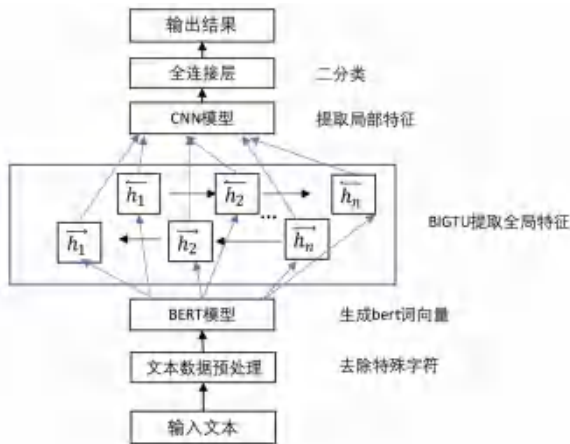 输出结果
全连接层 二分类
CNN模型 提取局部特征
h₁ h₂ hₙ
h₁ h₂ ... hₙ
BIGTU提取全局特征
BERT模型 生成bert词向量
文本数据预处理 去除特殊字符
输入文本